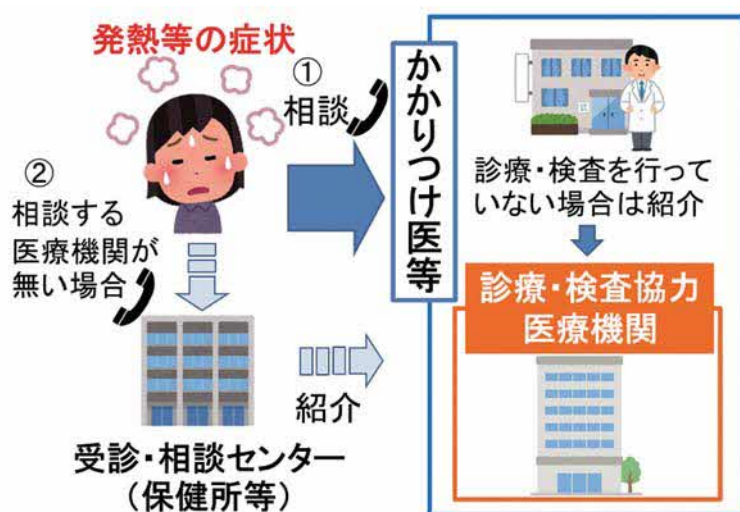 発熱等の症状
①
相談
②
相談する
医療機関が
無い場合
かかりつけ医等
診療・検査を行って
いない場合は紹介
診療・検査協力
医療機関
紹介
受診・相談センター
（保健所等）